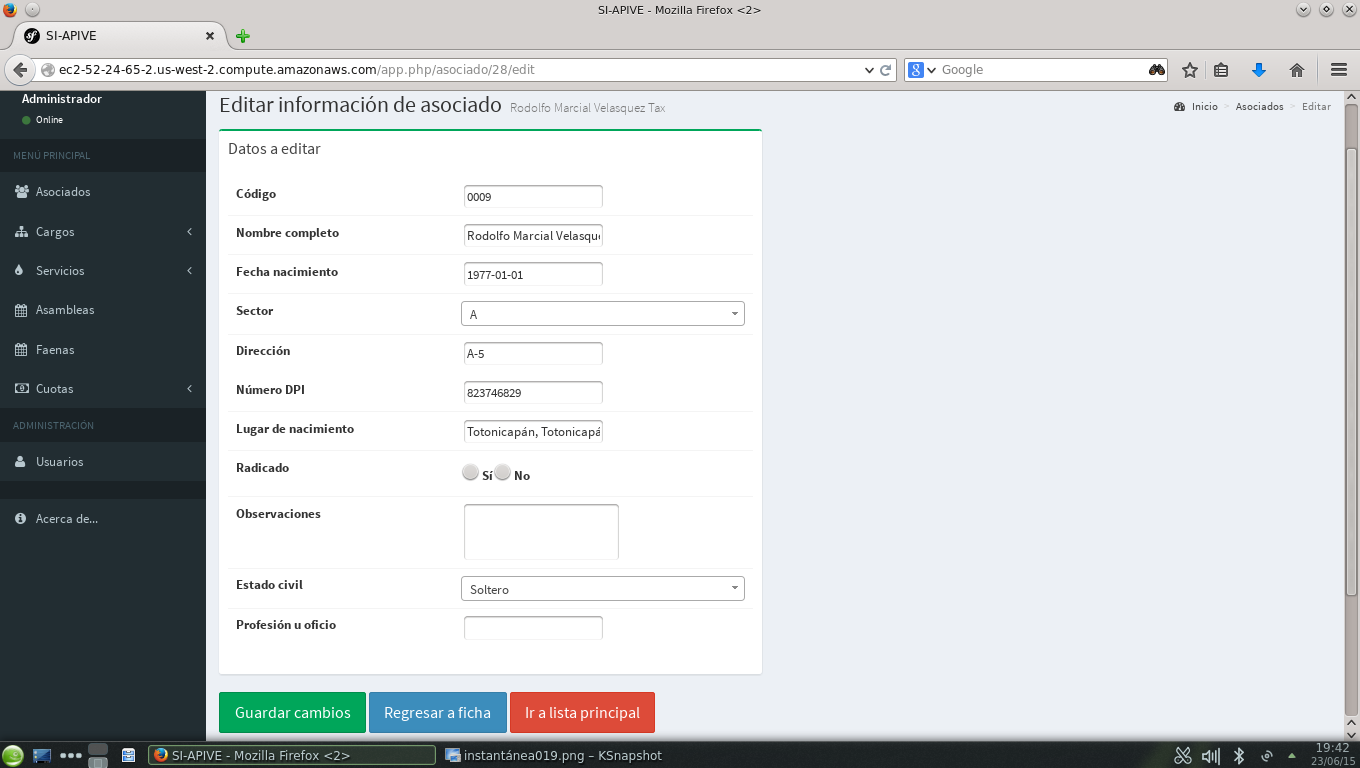 SI-APIVE - Mozilla Firefox <2>
SI-APIVE
ec2-52-24-65-2.us-west-2.compute.amazonaws.com/app.php/asociado/28/edit
Google
Administrador
Online
MENÚ PRINCIPAL
Asociados
Cargos
Servicios
Asambleas
Faenas
Cuotas
ADMINISTRACIÓN
Usuarios
Acerca de...
Editar información de asociado Rodolfo Marcial Velasquez Tax
Inicio > Asociados > Editar
Datos a editar
Código 0009
Nombre completo Rodolfo Marcial Velasqu
Fecha nacimiento 1977-01-01
Sector A
Dirección A-5
Número DPI 823746829
Lugar de nacimiento Totonicapán, Totonicapá
Radicado Sí No
Observaciones
Estado civil Soltero
Profesión u oficio
Guardar cambios Regresar a ficha Ir a lista principal
SI-APIVE - Mozilla Firefox <2> instantánea019.png – KSnapshot
19:42
23/06/15